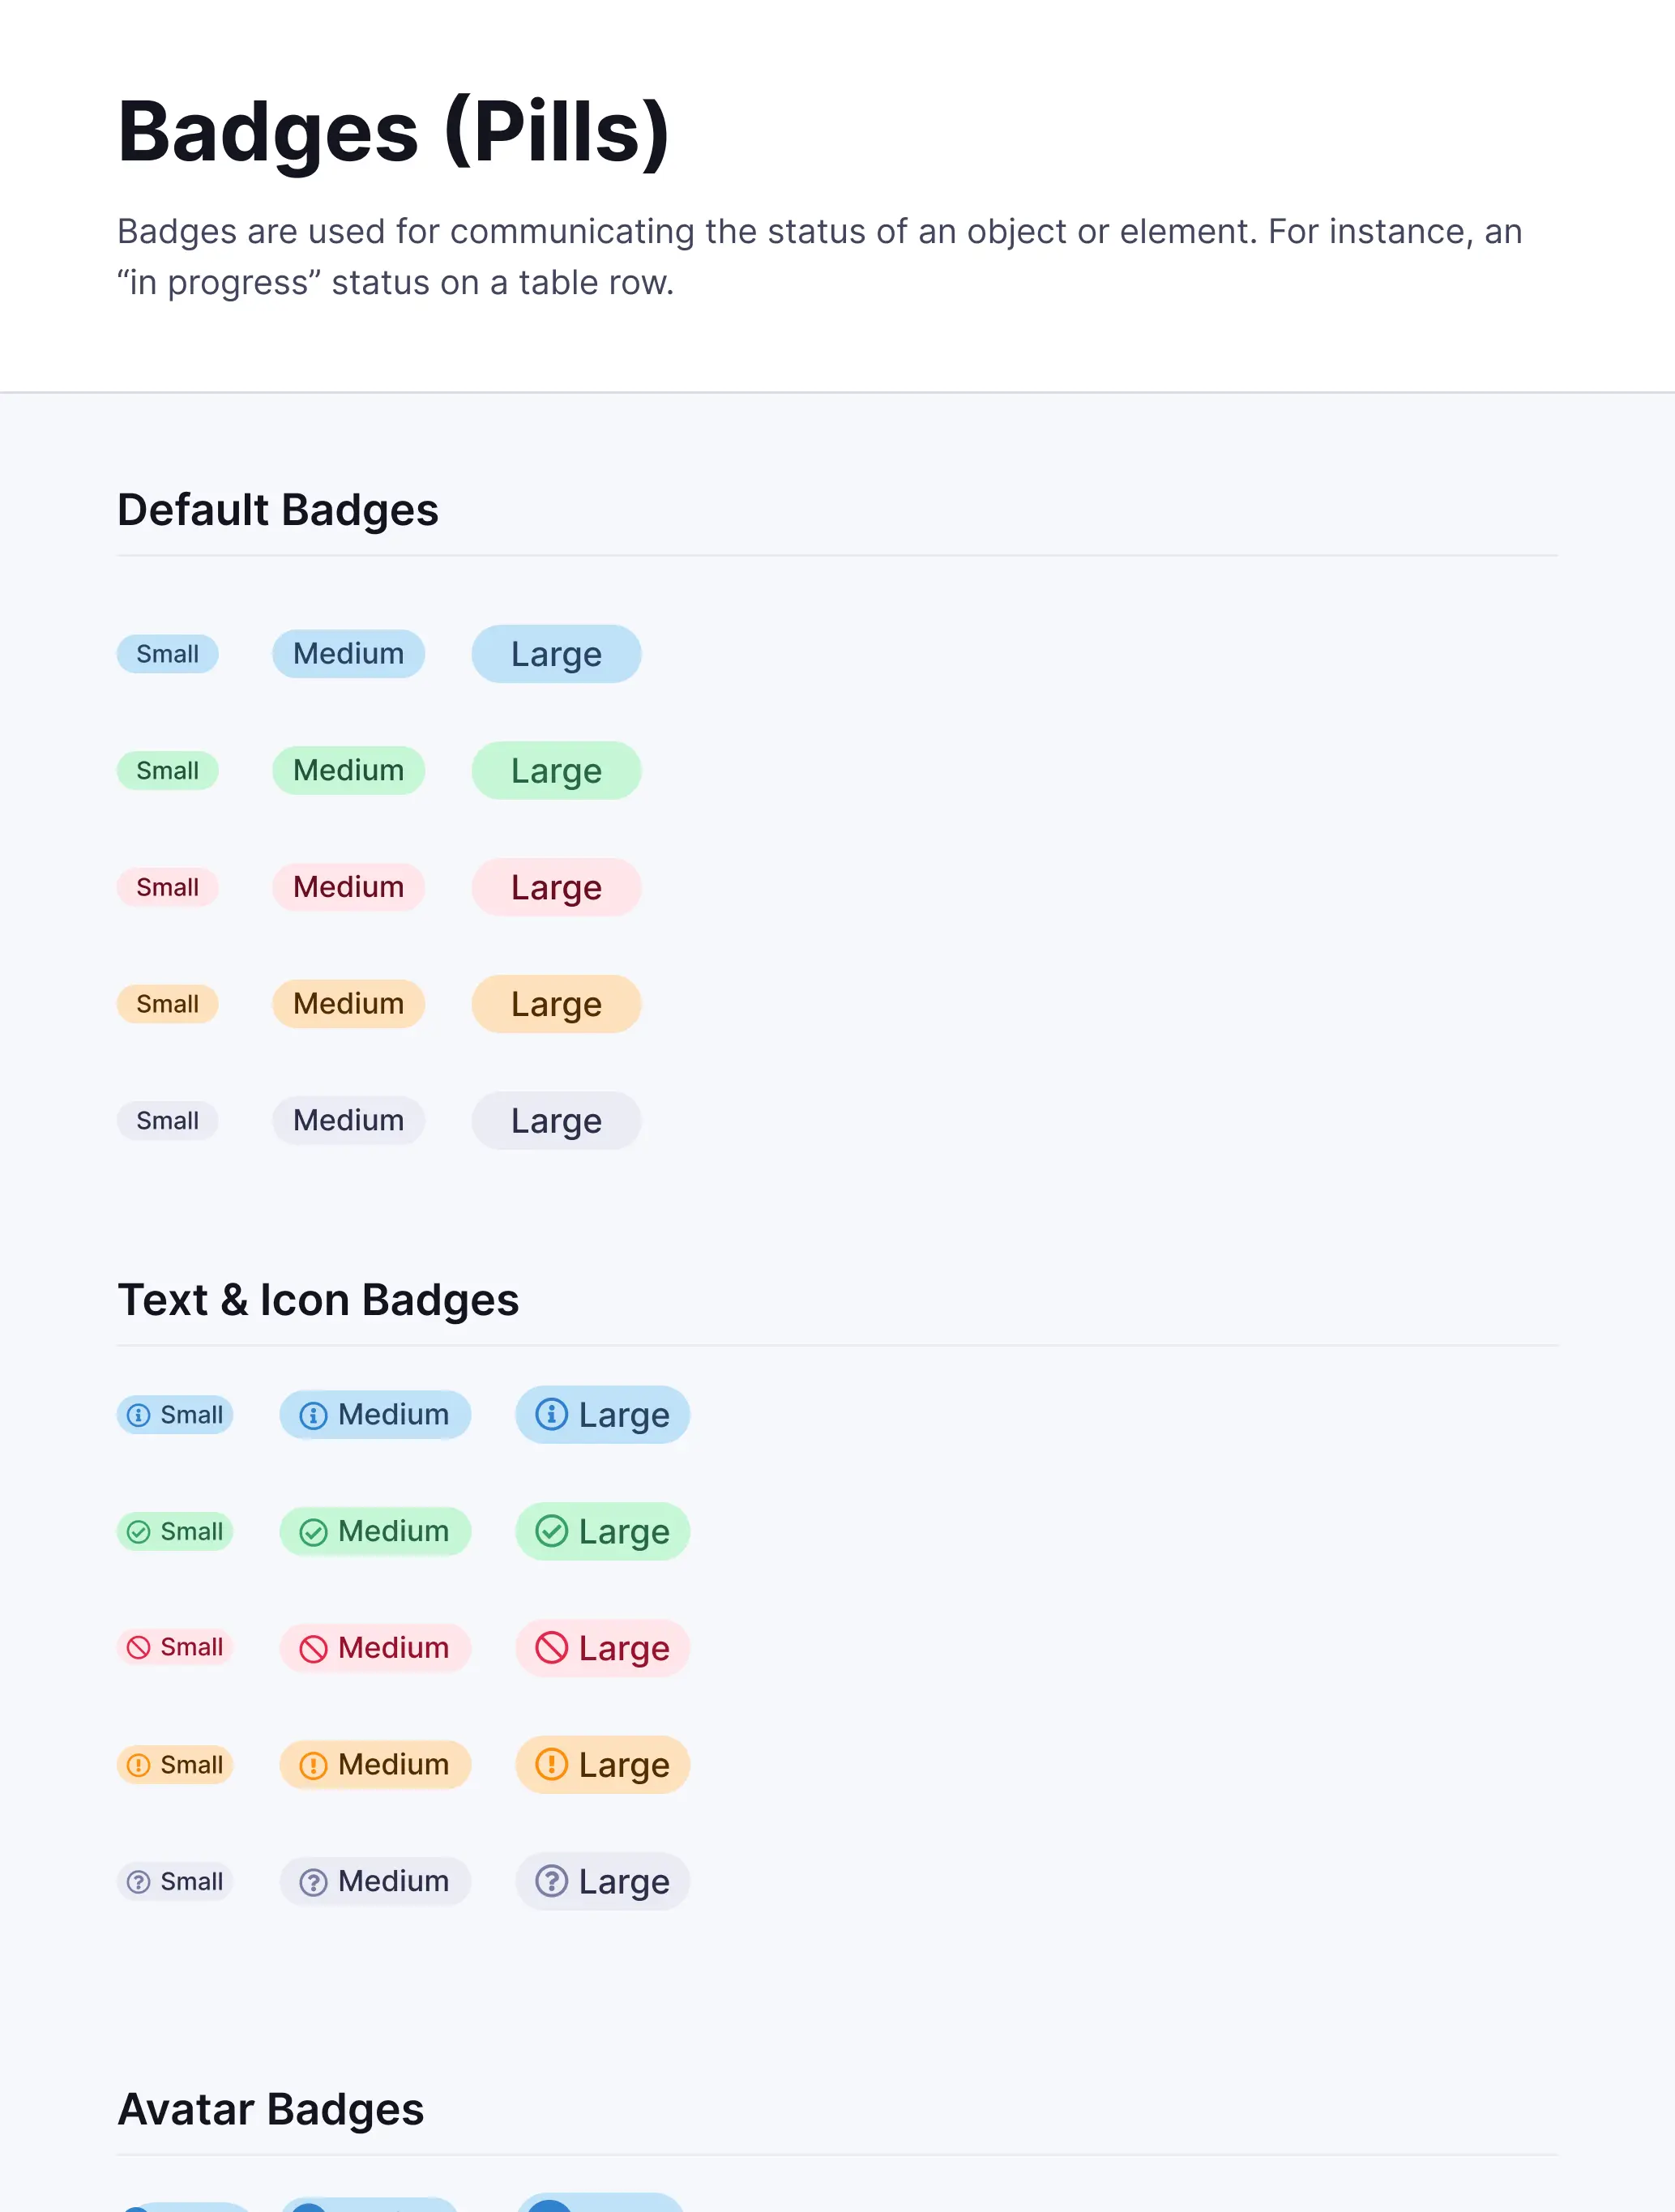 Badges (Pills)
Badges are used for communicating the status of an object or element. For instance, an
“in progress” status on a table row.
Default Badges
Small Medium Large
Small Medium Large
Small Medium Large
Small Medium Large
Small Medium Large
Text & Icon Badges
Small Medium Large
Small Medium Large
Small Medium Large
Small Medium Large
Small Medium Large
Avatar Badges